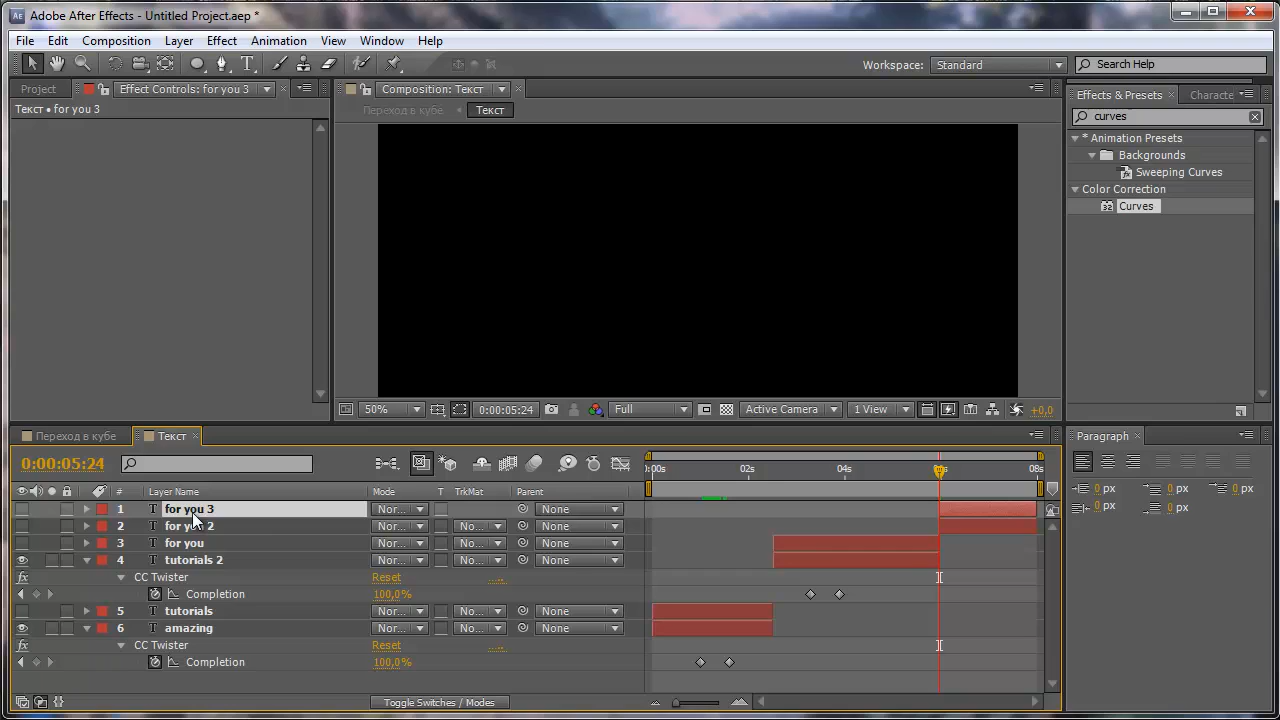 Adobe After Effects - Untitled Project.aep *
File Edit Composition Layer Effect Animation View Window Help
Workspace: Standard Search Help
Project Effect Controls: for you 3 Composition: Текст Effects & Presets Characte
Текст • for you 3 Переход в кубе Текст curves
* Animation Presets
Backgrounds
Sweeping Curves
Color Correction
32 Curves
50% 0:00:05:24 Full Active Camera 1 View +0,0
Переход в кубе Текст Paragraph
0:00:05:24 :00s 02s 04s 08s
# Layer Name Mode T TrkMat Parent
0 px 0 px 0 px
0 px 0 px
1 T for you 3 Nor... None
2 T for you 2 Nor... No... None
3 T for you Nor... No... None
4 T tutorials 2 Nor... No... None
fx CC Twister Reset .....
Completion 100,0%
5 T tutorials Nor... No... None
6 T amazing Nor... No... None
fx CC Twister Reset .....
Completion 100,0%
Toggle Switches / Modes